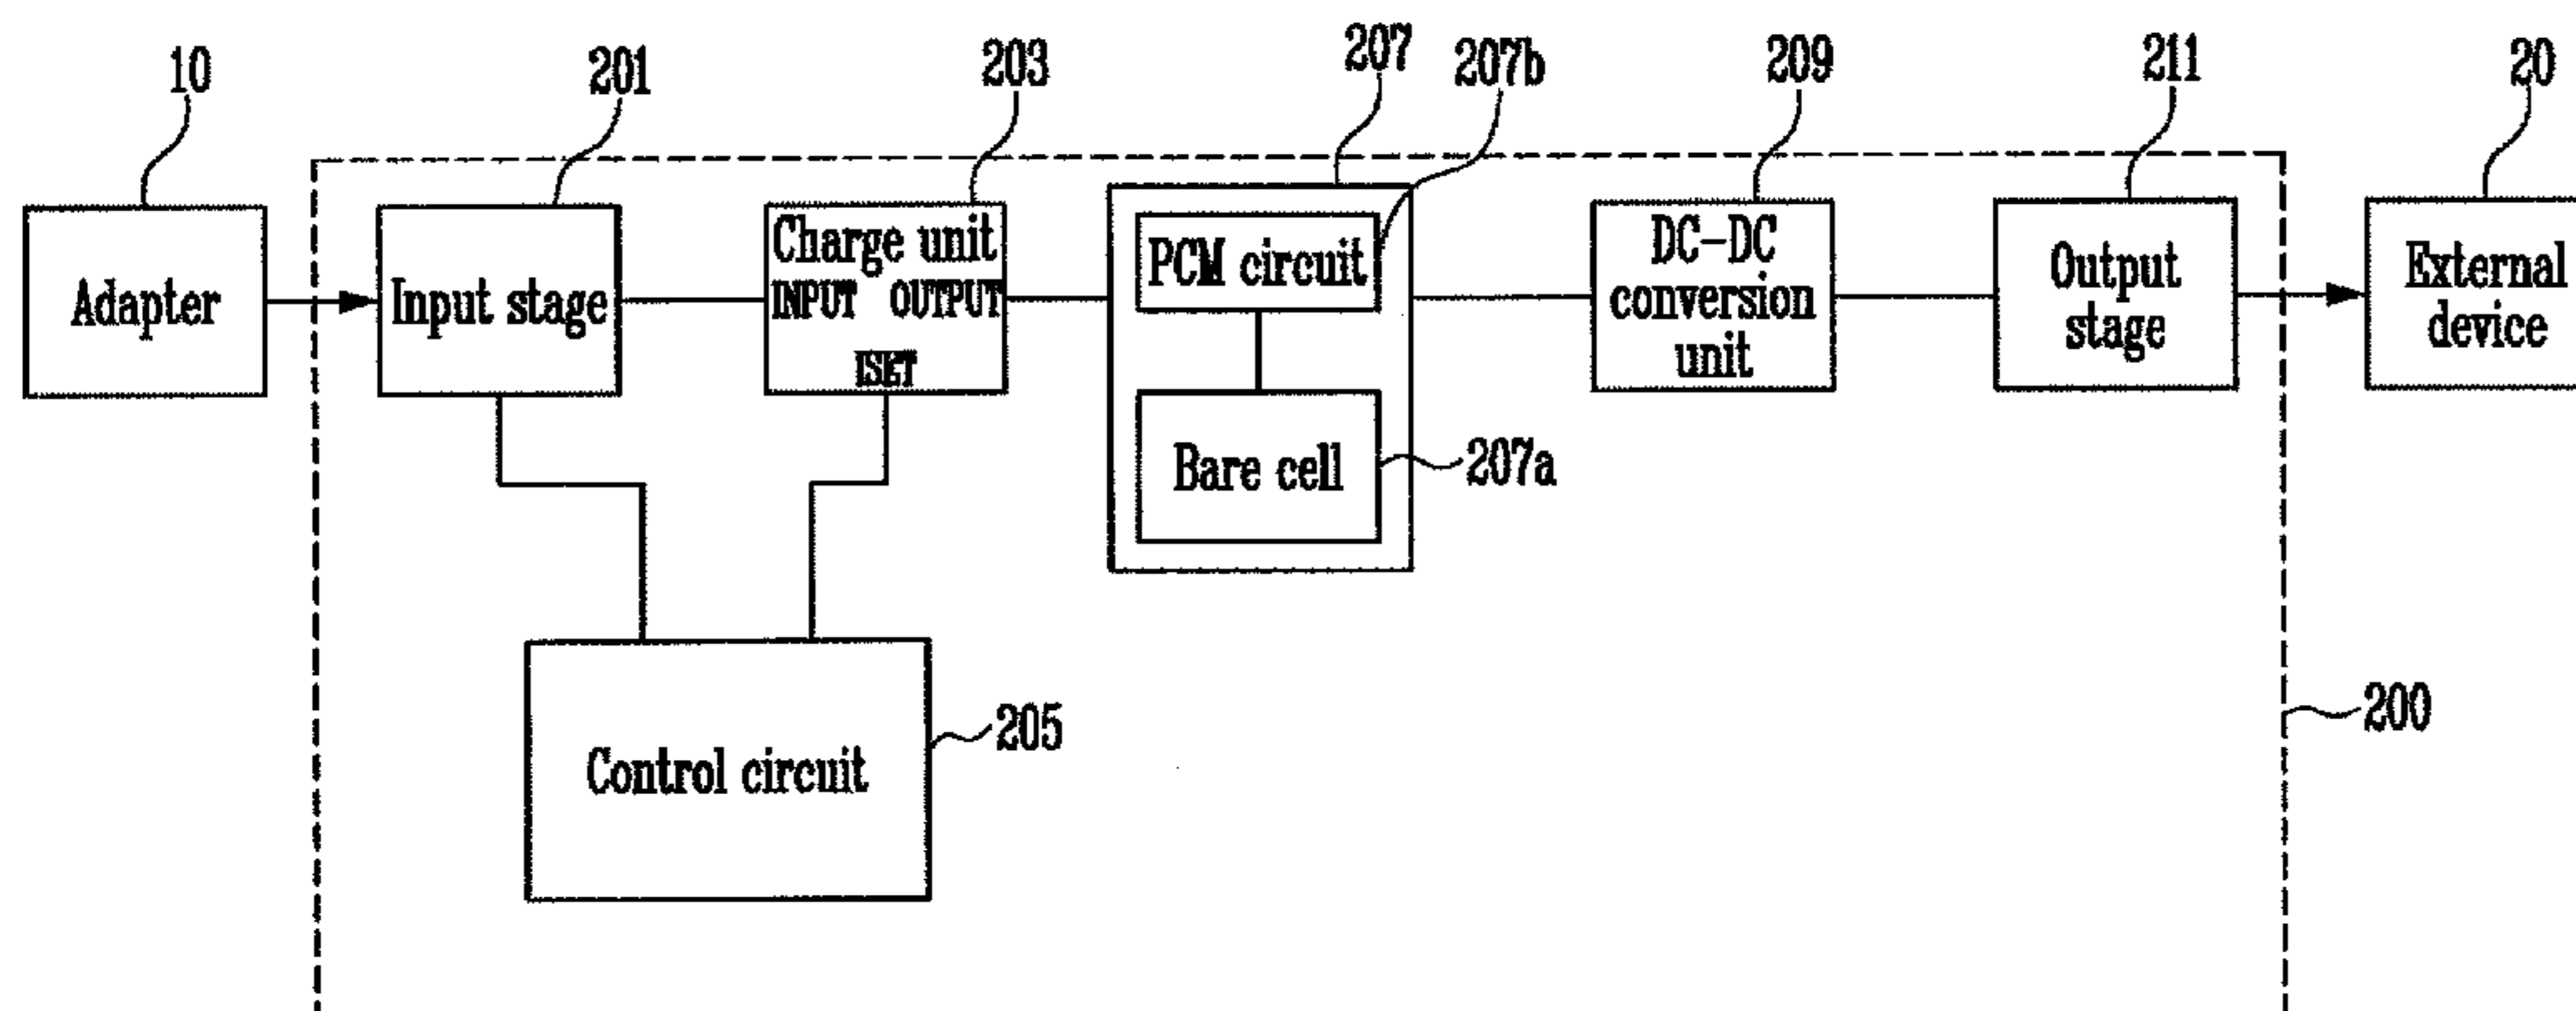 10
201
203
207
207b
209
211
20
Adapter
Input stage
Charge unit
INPUT OUTPUT
ISET
PCM circuit
Bare cell
207a
DC-DC
conversion
unit
Output
stage
External
device
Control circuit
205
200